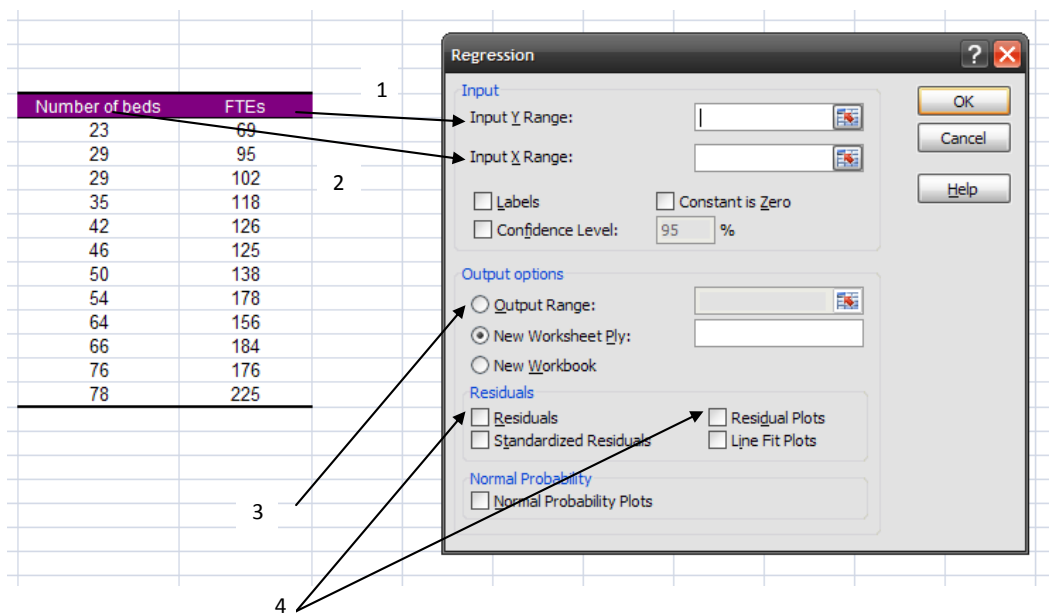 Number of beds FTEs
23 69
29 95
29 102
35 118
42 126
46 125
50 138
54 178
64 156
66 184
76 176
78 225
1
2
3
4
Regression
?
Input
Input Y Range:
Input X Range:
Labels
Constant is Zero
Confidence Level: 95 %
OK
Cancel
Help
Output options
Output Range:
New Worksheet Ply:
New Workbook
Residuals
Residuals
Residual Plots
Standardized Residuals
Line Fit Plots
Normal Probability
Normal Probability Plots